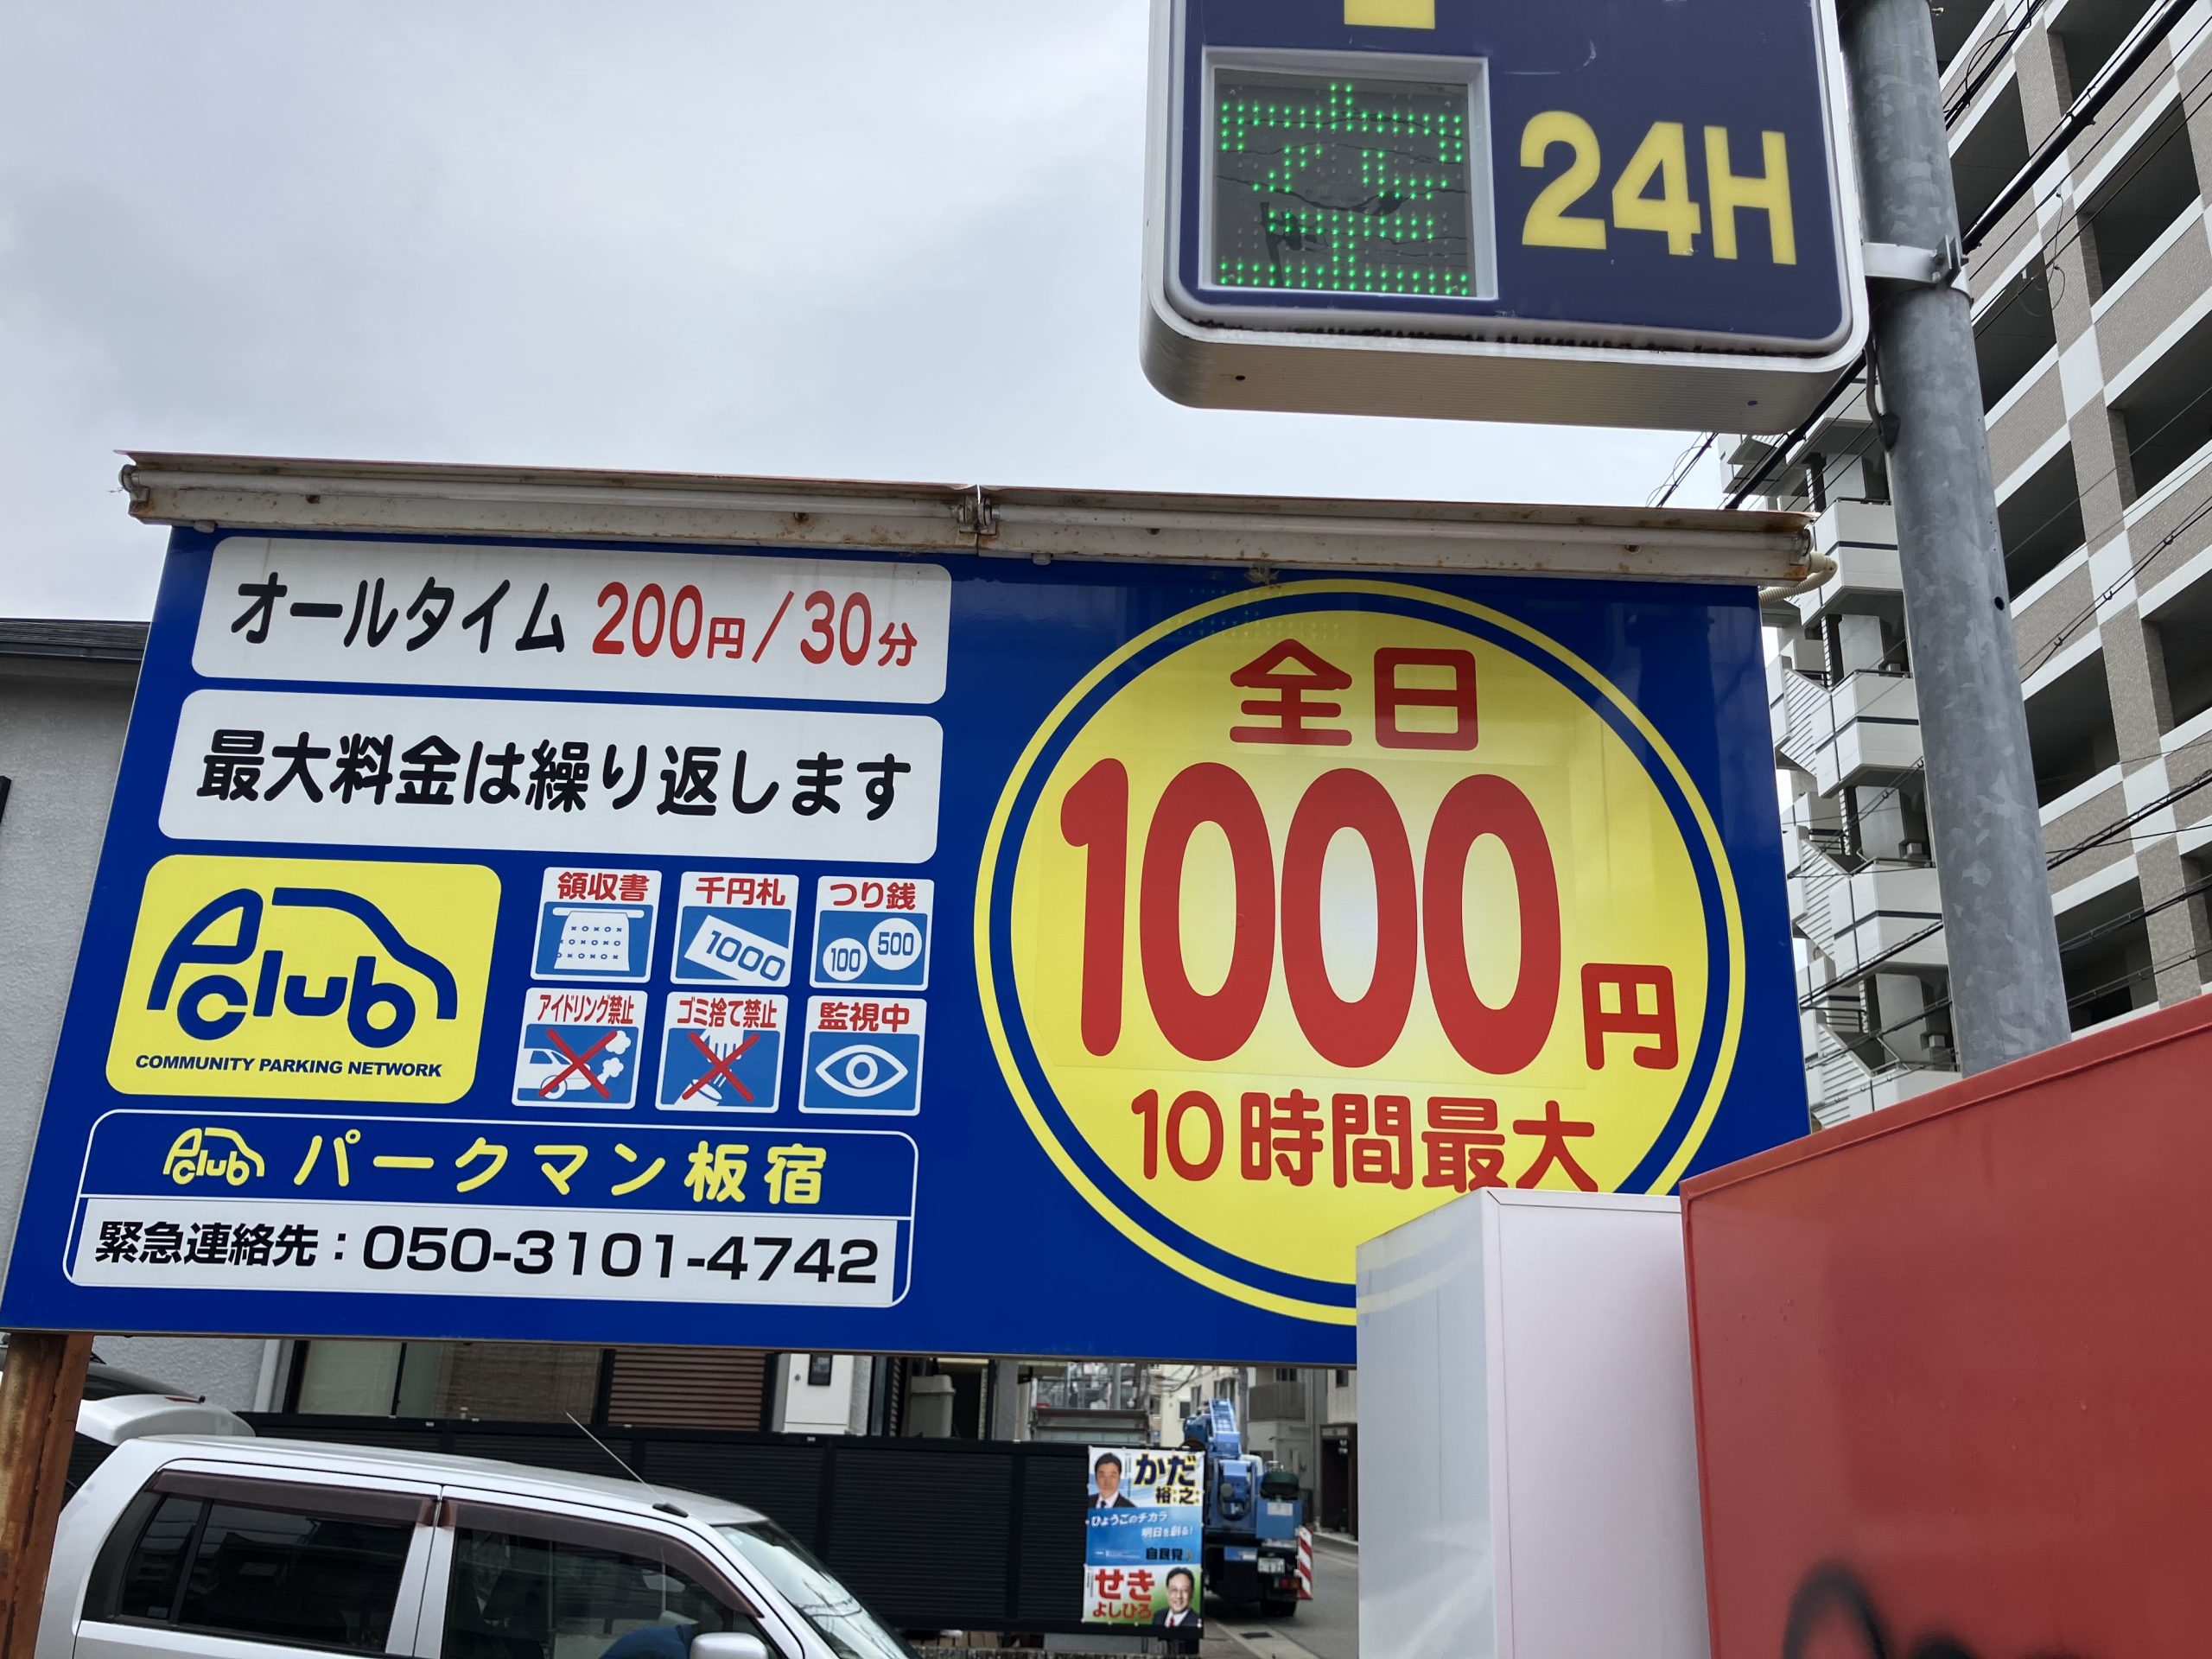 空
24H
オールタイム 200円/30分
最大料金は繰り返します
全日
1000円
10時間最大
P club
COMMUNITY PARKING NETWORK
領収書
千円札
1000
つり銭
100 500
アイドリング禁止
ゴミ捨て禁止
監視中
Pclub パークマン板宿
緊急連絡先:050-3101-4742
かだ
裕之
ひょうごのチカラ
明日を創る!
自民党
せき
よしひろ